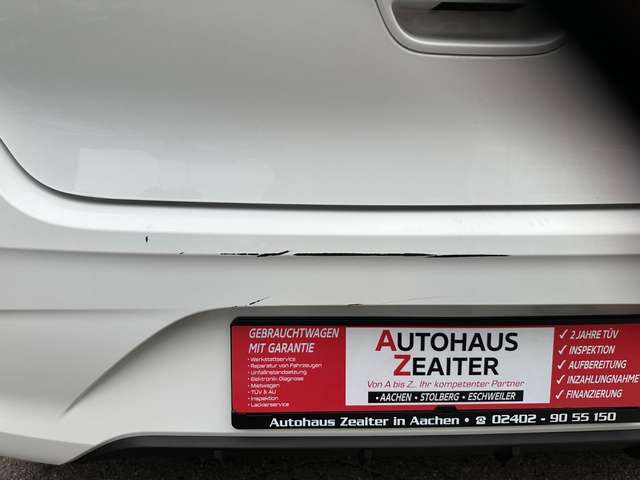 GEBRAUCHTWAGEN
MIT GARANTIE
• Werkstattservice
• Reparatur von Fahrzeugen
• Unfallinstandsetzung
• Elektronik Diagnose
• Mietwagen
• TÜV & AU
• Inspektion
• Lackierservice
AUTOHAUS
ZEAITER
Von A bis Z... Ihr kompetenter Partner
• AACHEN • STOLBERG • ESCHWEILER
✓ 2 JAHRE TÜV
✓ INSPEKTION
✓ AUFBEREITUNG
✓ INZAHLUNGNAHME
✓ FINANZIERUNG
Autohaus Zeaiter in Aachen • ☎ 02402 - 90 55 150